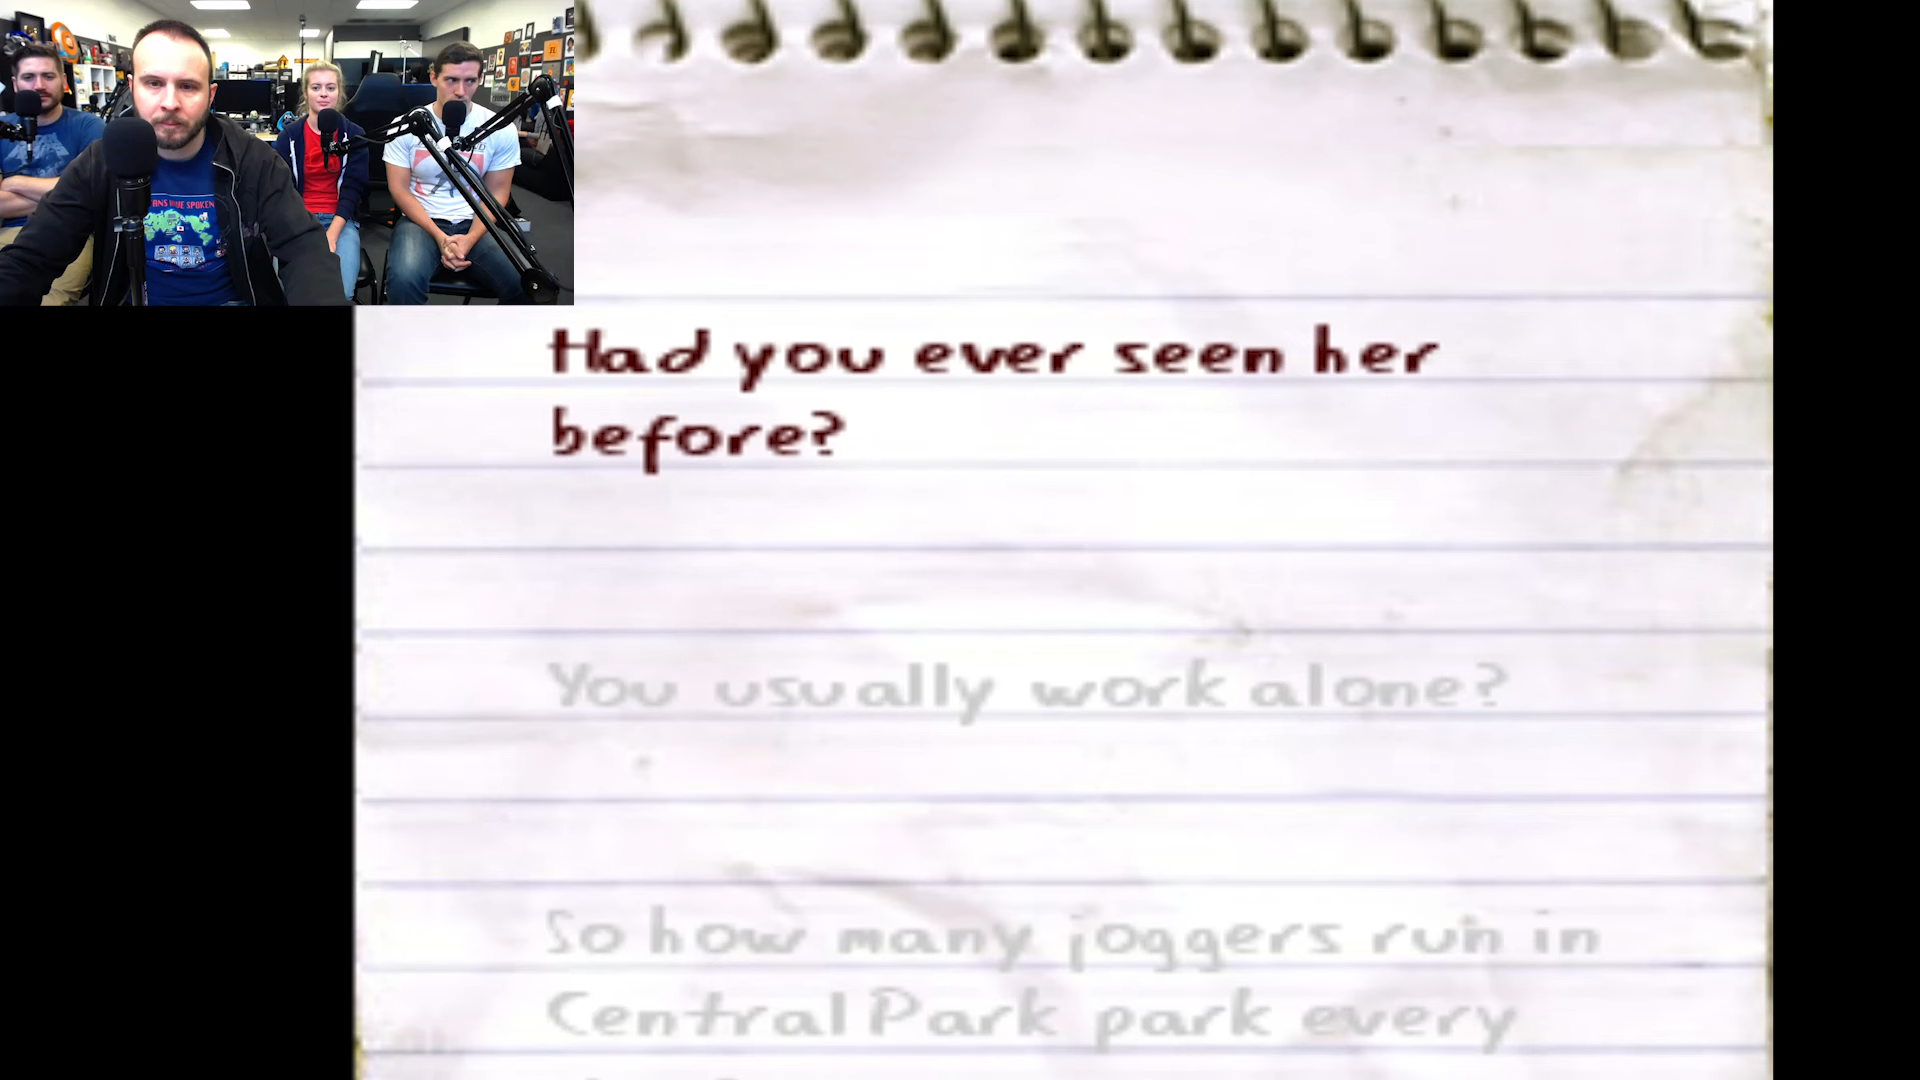 Had you ever seen her
before?
You usually work alone?
So how many joggers run in
Central Park park every